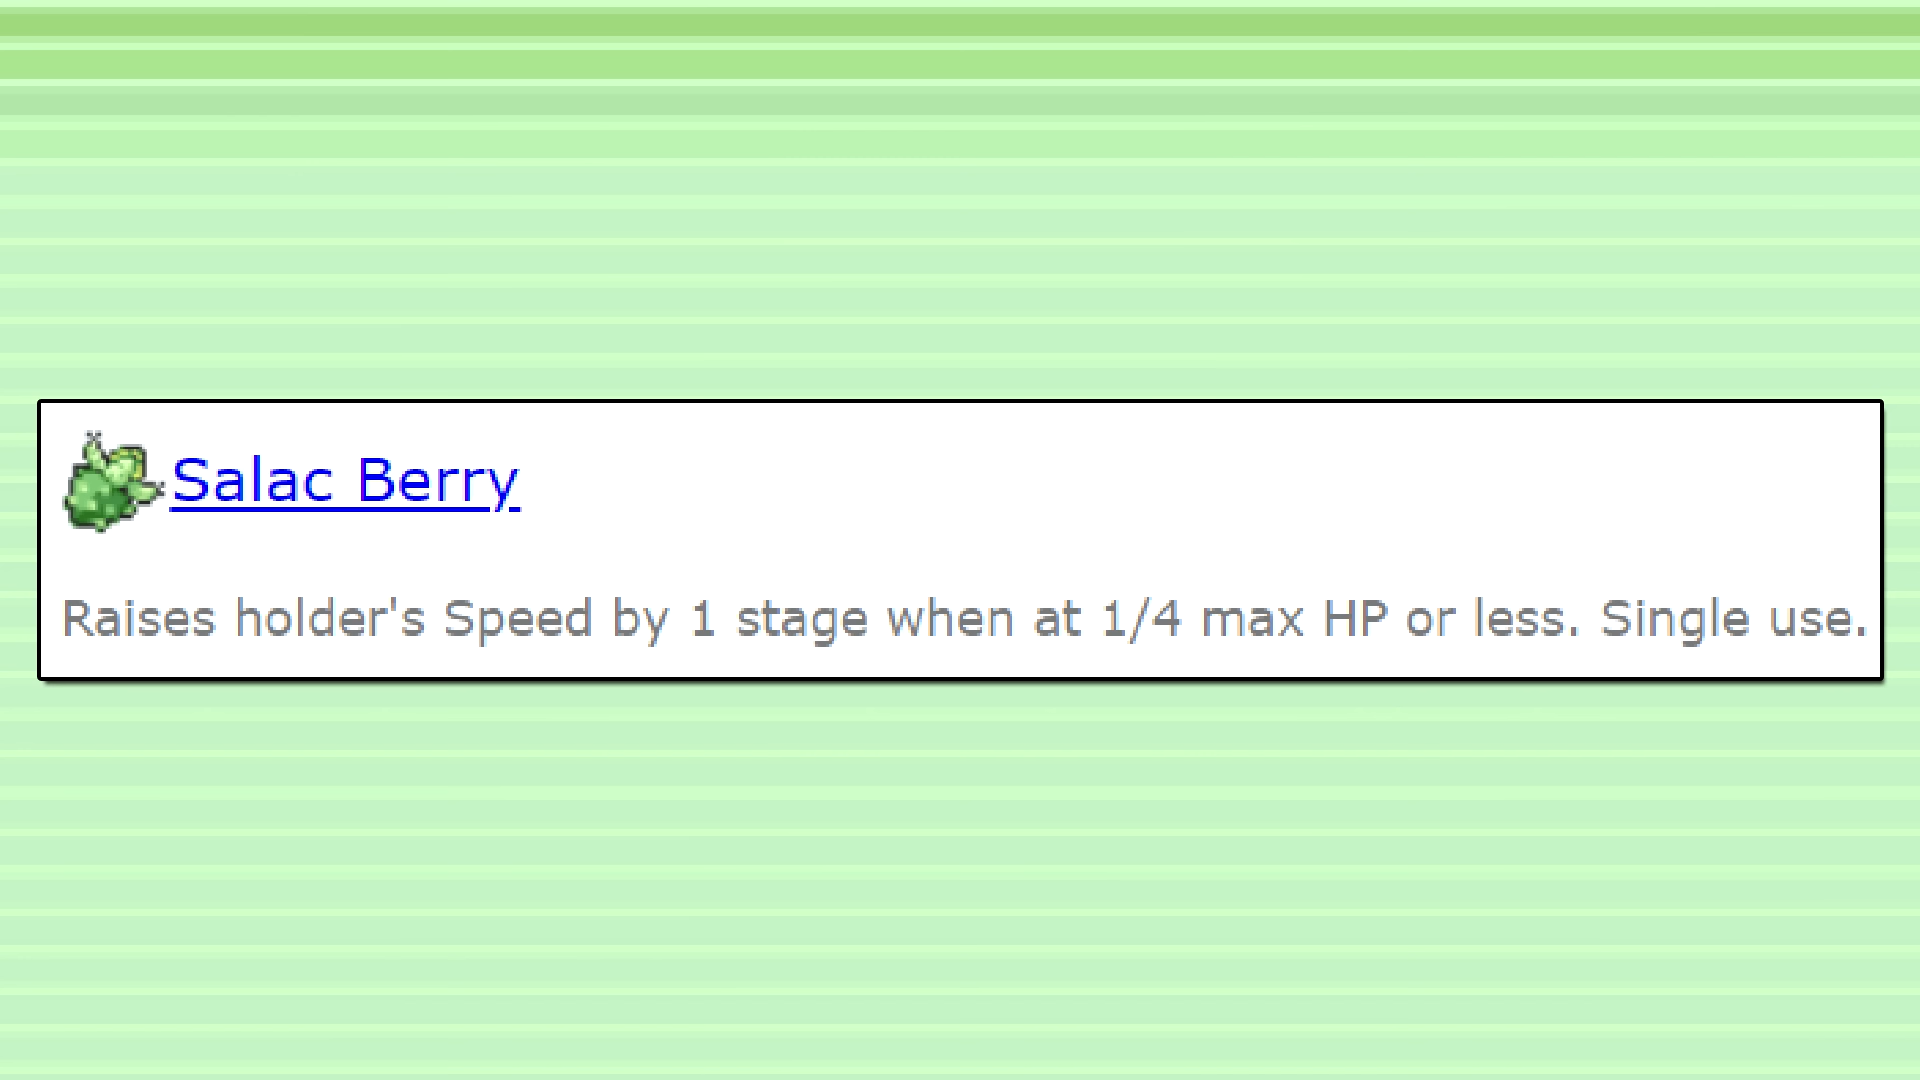 Salac Berry
Raises holder's Speed by 1 stage when at 1/4 max HP or less. Single use.